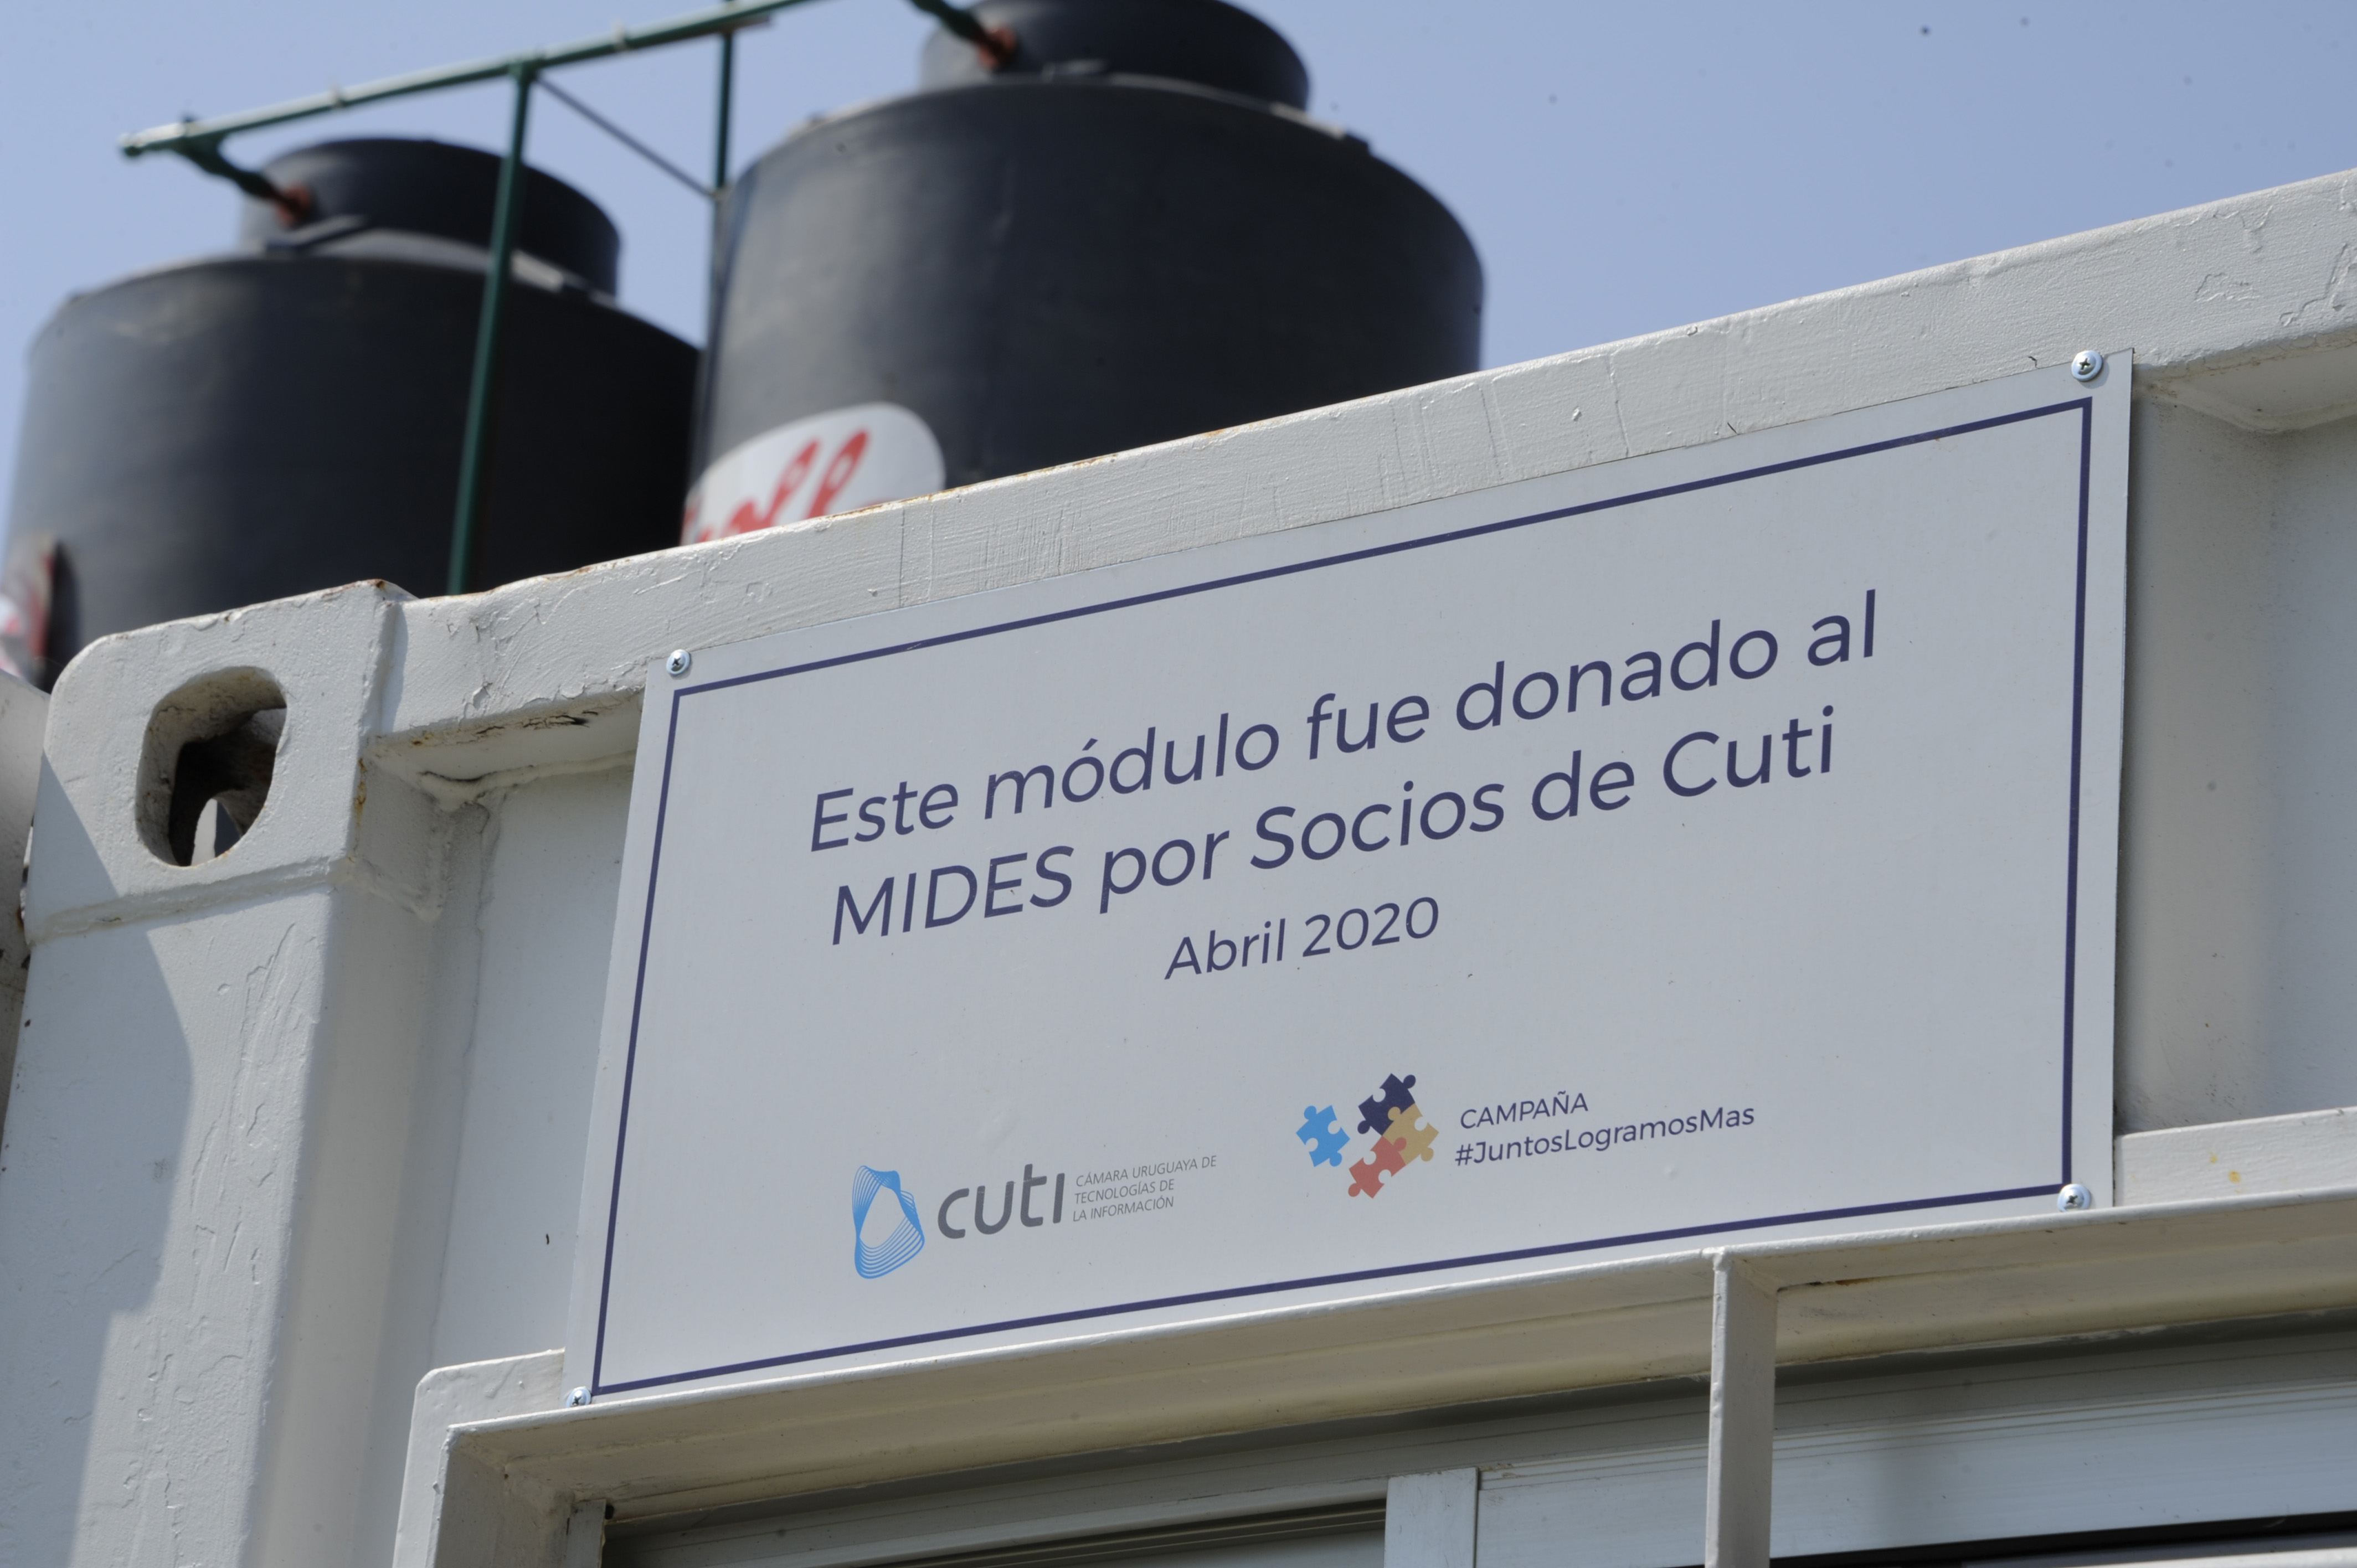 Este módulo fue donado al
MIDES por Socios de Cuti
Abril 2020
cuti
CÁMARA URUGUAYA DE
TECNOLOGÍAS DE
LA INFORMACIÓN
CAMPAÑA
#JuntosLogramosMas